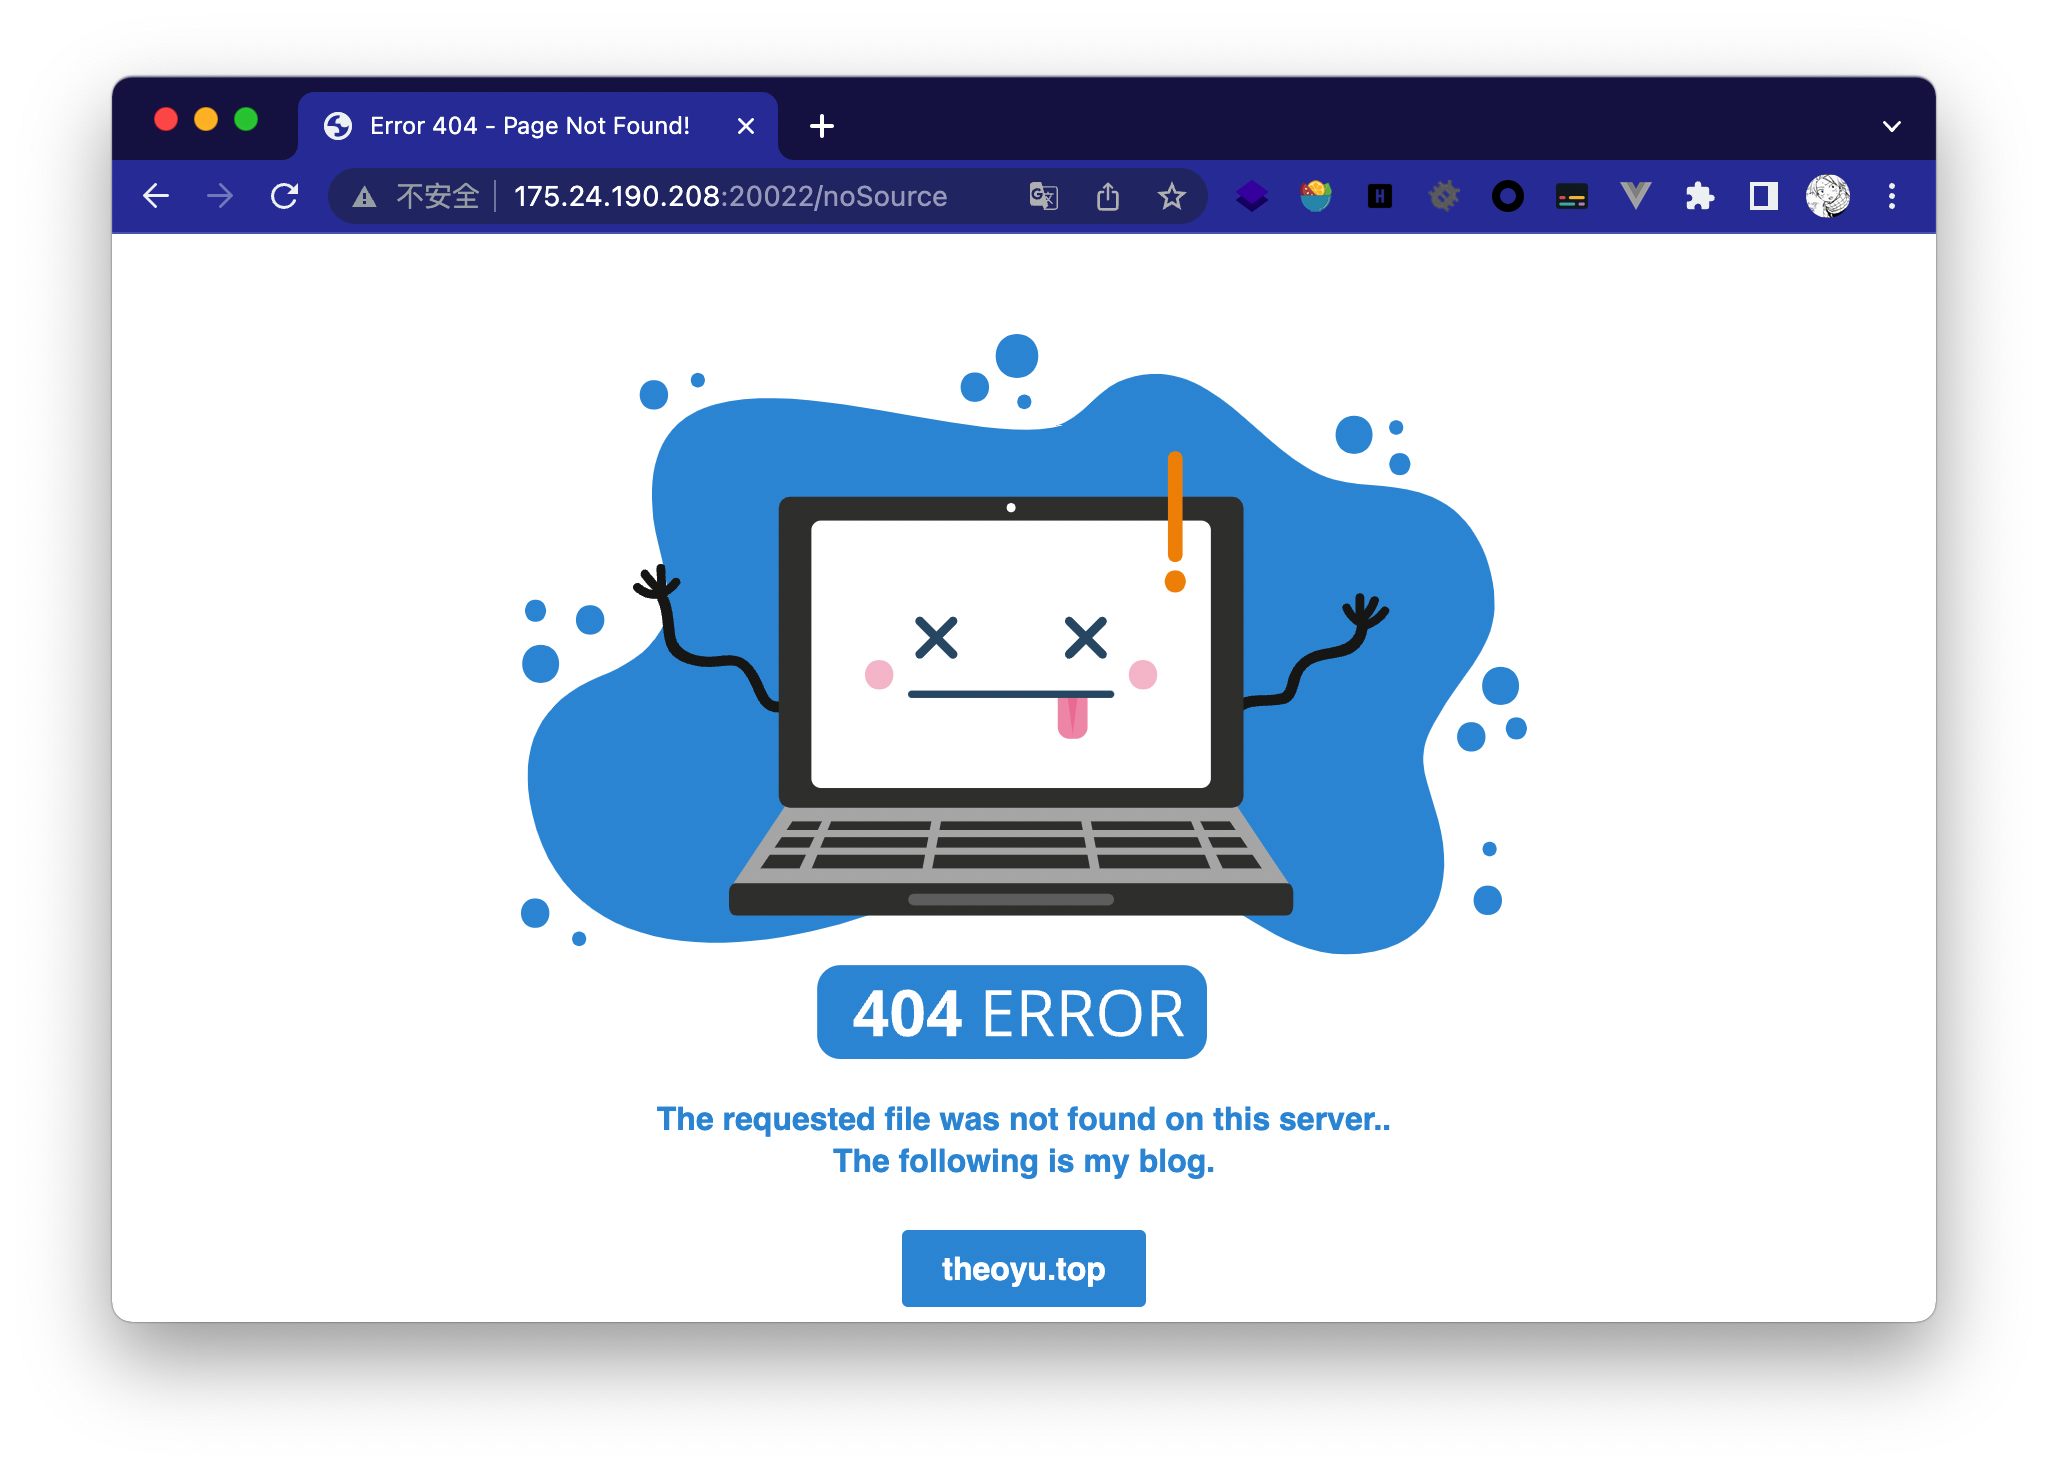 Error 404 - Page Not Found!
不安全 175.24.190.208:20022/noSource
404 ERROR
The requested file was not found on this server..
The following is my blog.
theoyu.top